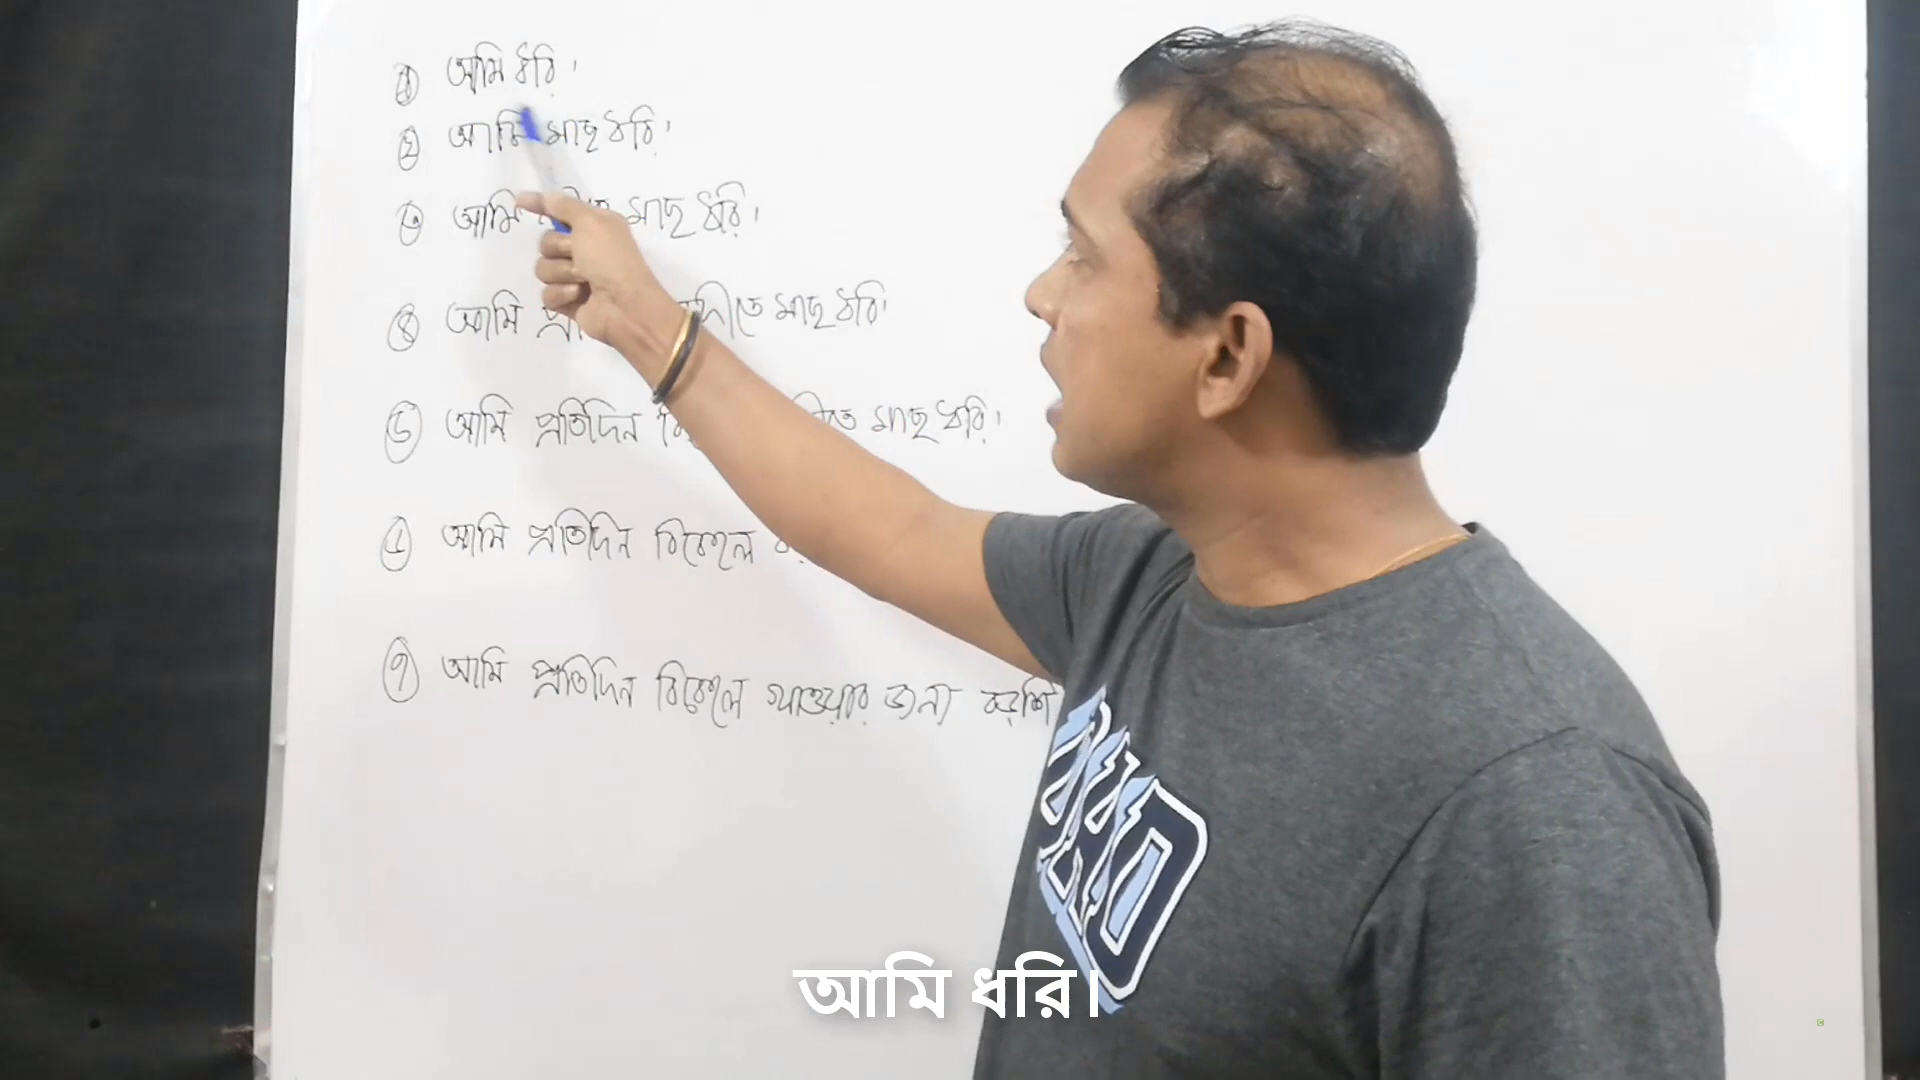 ১ আমি ধরি।
২ আমি মাছ ধরি।
৩ আমি মাছ ধরি।
৪ আমি মাছ ধরি।
৫ আমি প্রতিদিন মাছ ধরি।
৬ আমি প্রতিদিন বিকেলে
৭ আমি প্রতিদিন বিকেলে খাওয়ার জন্য বড়শি
আমি ধরি।